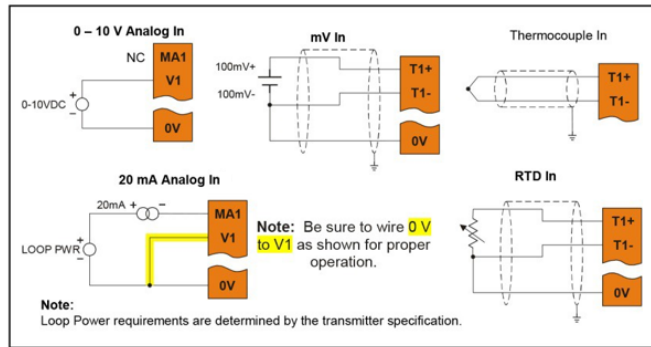 0 – 10 V Analog In
NC
MA1
V1
0-10VDC
+
–
0V
mV In
100mV+
100mV-
T1+
T1-
0V
Thermocouple In
T1+
T1-
20 mA Analog In
20mA + –
MA1
V1
LOOP PWR
+
–
0V
Note: Be sure to wire 0 V
to V1 as shown for proper
operation.
RTD In
T1+
T1-
0V
Note:
Loop Power requirements are determined by the transmitter specification.